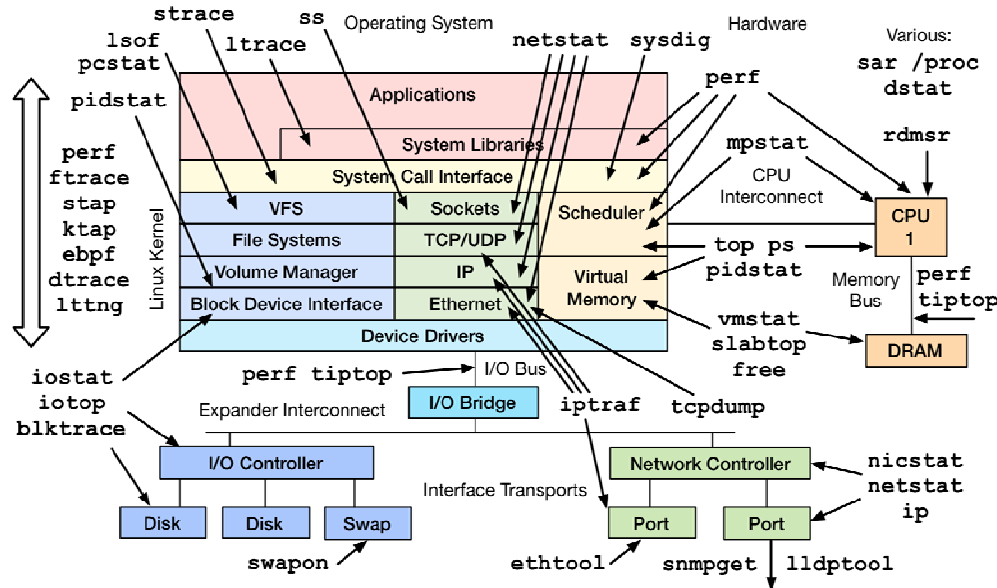 strace
ss
Operating System
Hardware
lsof
ltrace
netstat
sysdig
Various:
pcstat
sar /proc
dstat
pidstat
Applications
perf
System Libraries
mpstat
rdmsr
perf
ftrace
stap
ktap
ebpf
dtrace
lttng
Linux Kernel
System Call Interface
CPU
Interconnect
VFS
Sockets
Scheduler
CPU
1
File Systems
TCP/UDP
top ps
pidstat
Volume Manager
IP
Virtual
Memory
Memory
Bus
perf
tiptop
Block Device Interface
Ethernet
Device Drivers
vmstat
slabtop
free
DRAM
iostat
iotop
blktrace
perf tiptop
I/O Bus
I/O Bridge
iptraf
tcpdump
Expander Interconnect
I/O Controller
Network Controller
nicstat
netstat
ip
Interface Transports
Disk
Disk
Swap
Port
Port
swapon
ethtool
snmpget
lldptool